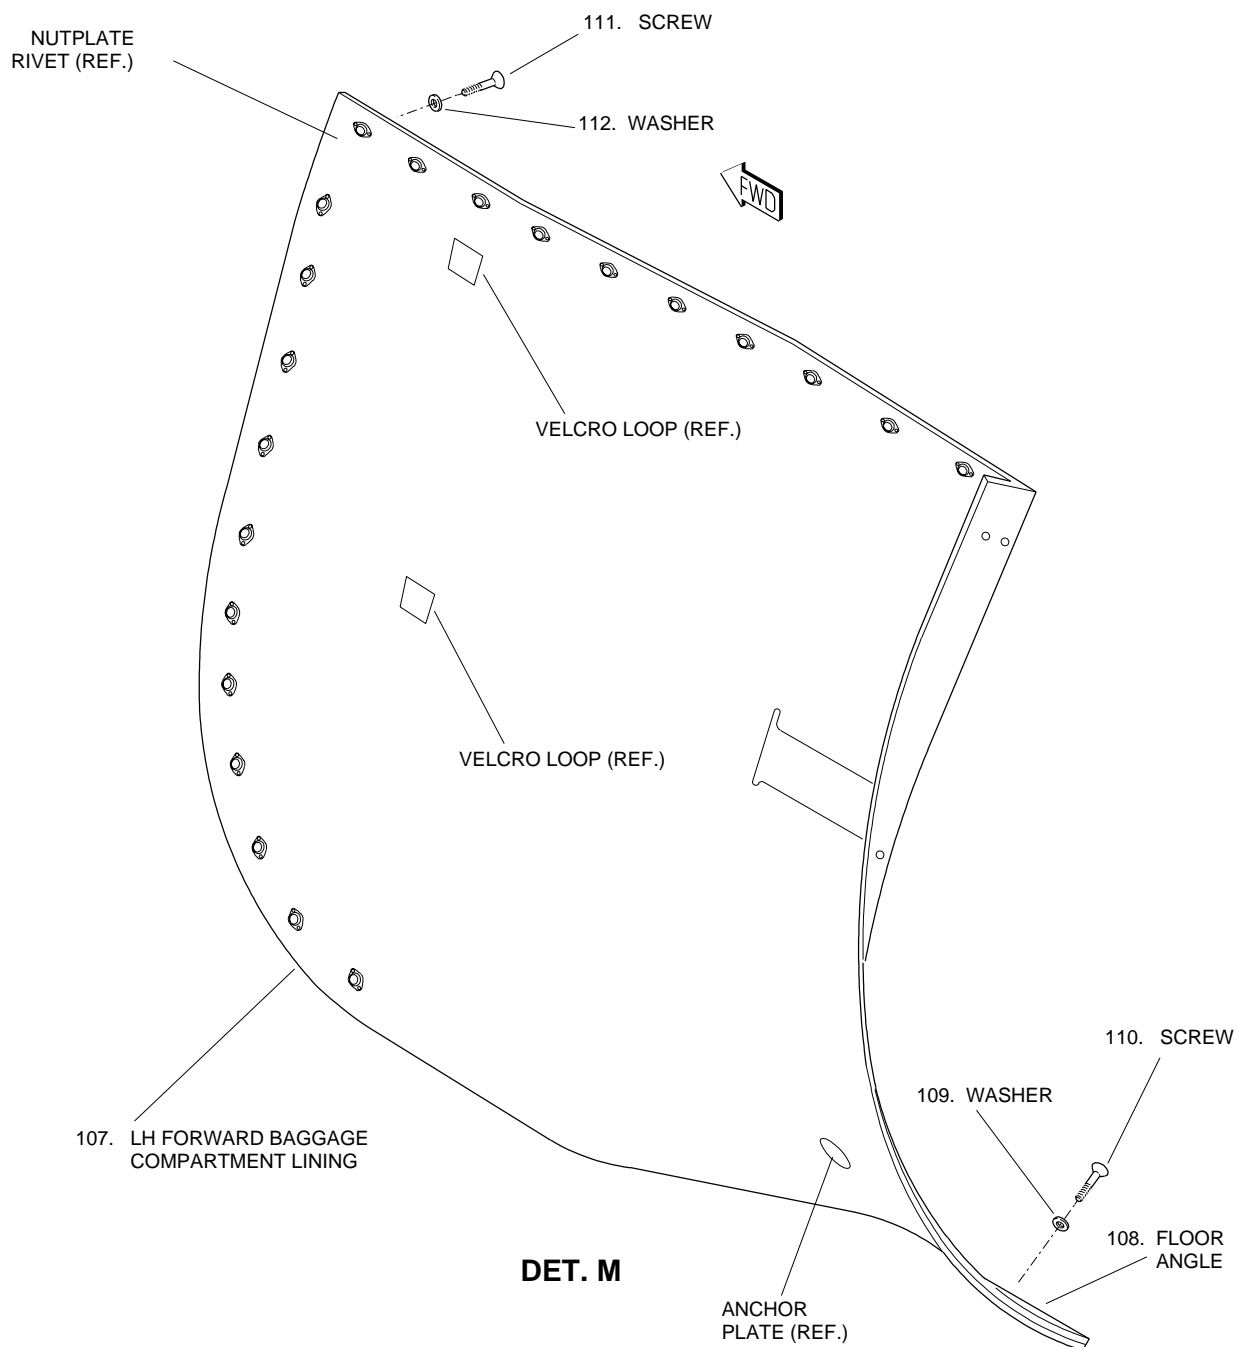 111. SCREW
NUTPLATE
RIVET (REF.)
112. WASHER
FWD
VELCRO LOOP (REF.)
VELCRO LOOP (REF.)
110. SCREW
109. WASHER
107. LH FORWARD BAGGAGE
COMPARTMENT LINING
108. FLOOR
ANGLE
DET. M
ANCHOR
PLATE (REF.)